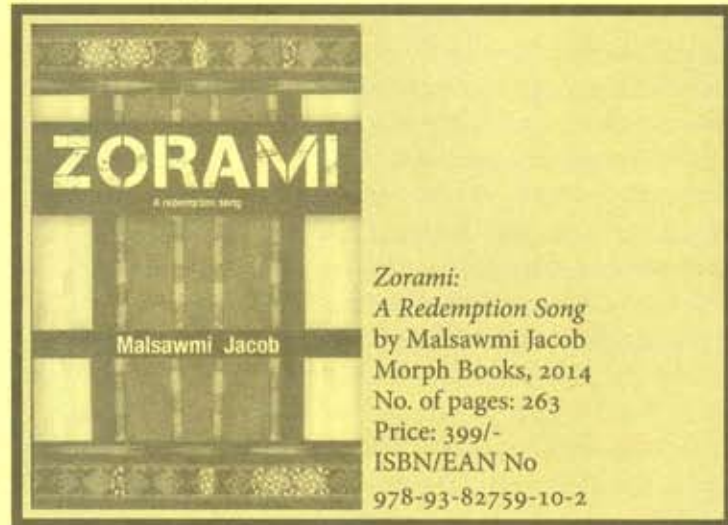 ZORAMI
A redemption song
Malsawmi Jacob
Zorami:
A Redemption Song
by Malsawmi Jacob
Morph Books, 2014
No. of pages: 263
Price: 399/-
ISBN/EAN No
978-93-82759-10-2